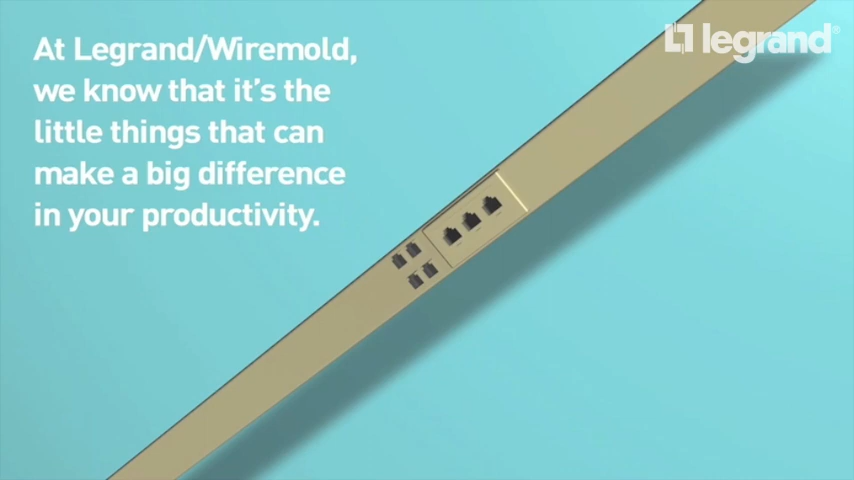 At Legrand/Wiremold,
we know that it's the
little things that can
make a big difference
in your productivity.
legrand®